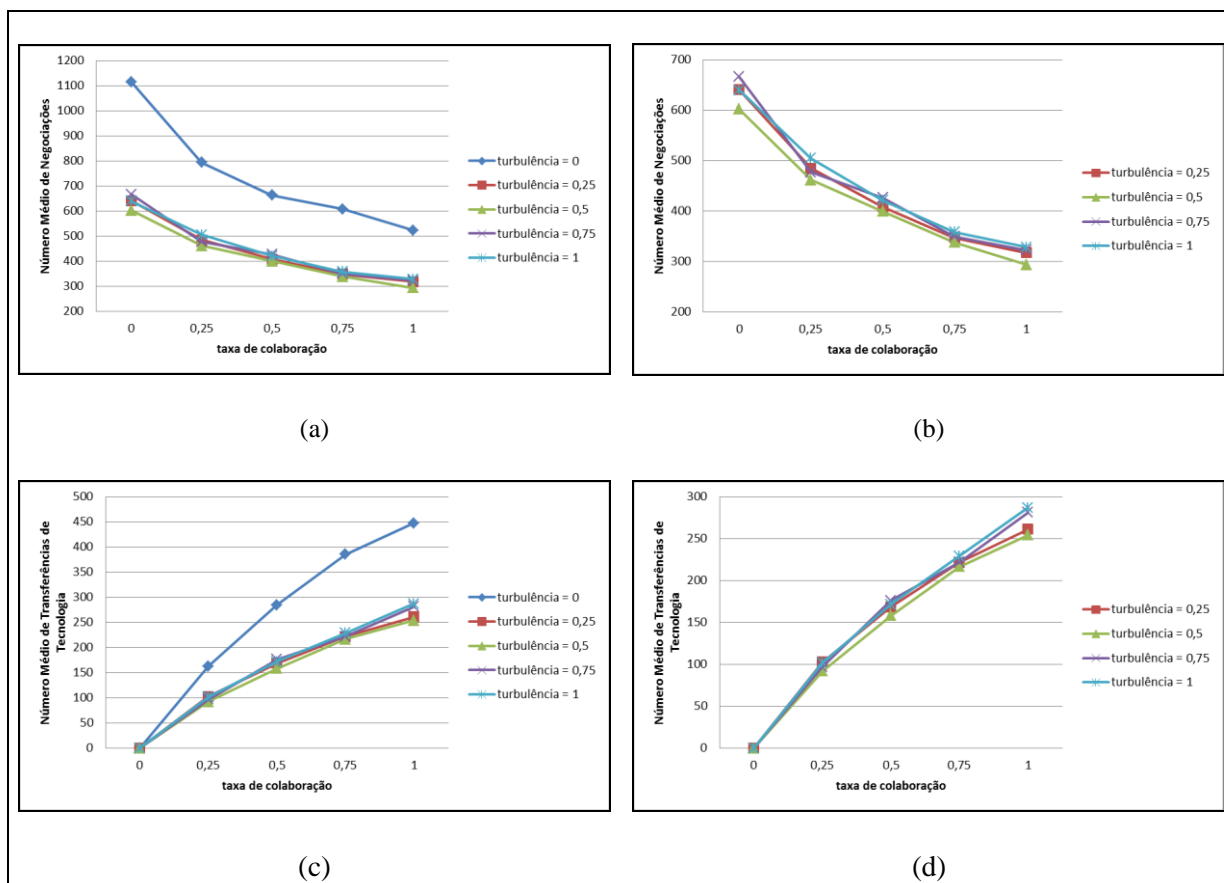 Número Médio de Negociações
1200
1100
1000
900
800
700
600
500
400
300
200
0
0,25
0,5
0,75
1
taxa de colaboração
turbulência = 0
turbulência = 0,25
turbulência = 0,5
turbulência = 0,75
turbulência = 1
(a)
Número Médio de Negociações
700
600
500
400
300
200
0
0,25
0,5
0,75
1
taxa de colaboração
turbulência = 0,25
turbulência = 0,5
turbulência = 0,75
turbulência = 1
(b)
Número Médio de Transferências de
Tecnologia
500
450
400
350
300
250
200
150
100
50
0
0
0,25
0,5
0,75
1
taxa de colaboração
turbulência = 0
turbulência = 0,25
turbulência = 0,5
turbulência = 0,75
turbulência = 1
(c)
Número Médio de Transferências de
Tecnologia
300
250
200
150
100
50
0
0
0,25
0,5
0,75
1
taxa de colaboração
turbulência = 0,25
turbulência = 0,5
turbulência = 0,75
turbulência = 1
(d)